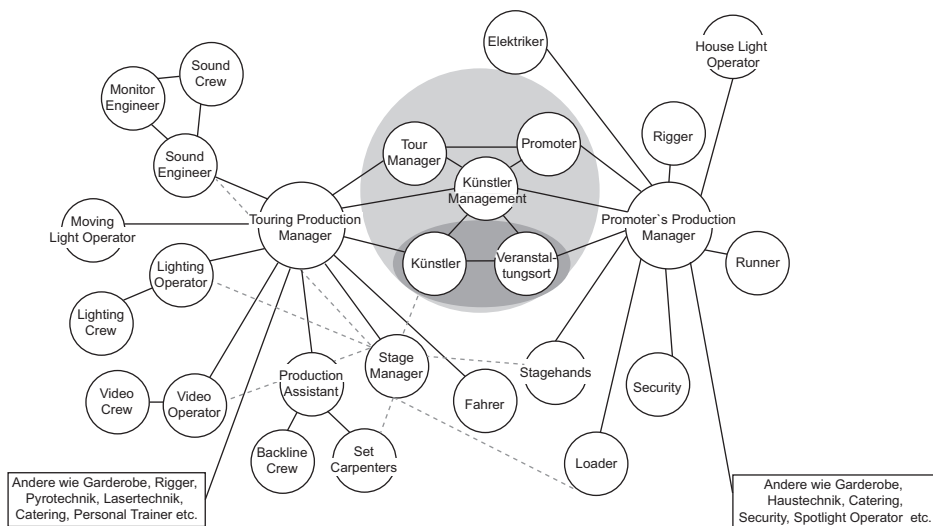 Elektriker
House Light
Operator
Sound
Crew
Monitor
Engineer
Sound
Engineer
Tour
Manager
Promoter
Rigger
Künstler
Management
Touring Production
Manager
Promoter`s Production
Manager
Moving
Light Operator
Künstler
Veranstal-
tungsort
Runner
Lighting
Operator
Lighting
Crew
Stage
Manager
Production
Assistant
Stagehands
Security
Video
Crew
Video
Operator
Fahrer
Backline
Crew
Set
Carpenters
Loader
Andere wie Garderobe, Rigger,
Pyrotechnik, Lasertechnik,
Catering, Personal Trainer etc.
Andere wie Garderobe,
Haustechnik, Catering,
Security, Spotlight Operator etc.